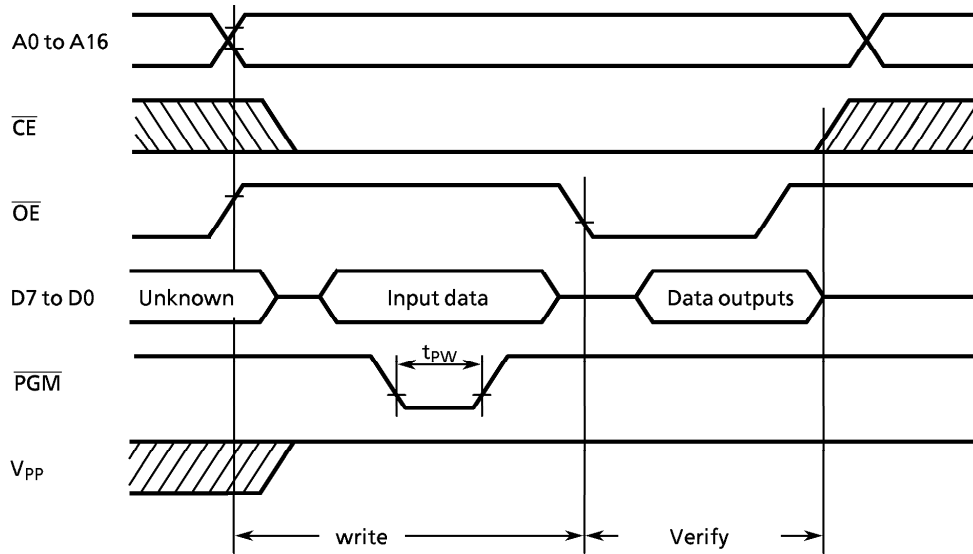 A0 to A16
CE
OE
D7 to D0 Unknown Input data Data outputs
PGM tPW
VPP
write Verify